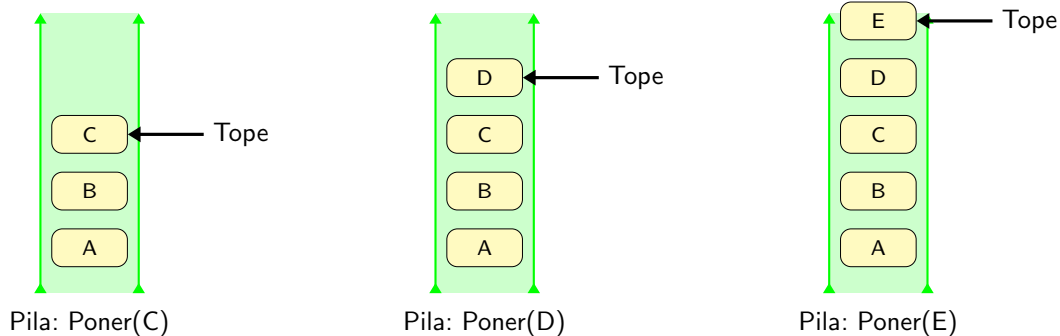 C
B
A
Tope
Pila: Poner(C)
D
C
B
A
Tope
Pila: Poner(D)
E
D
C
B
A
Tope
Pila: Poner(E)